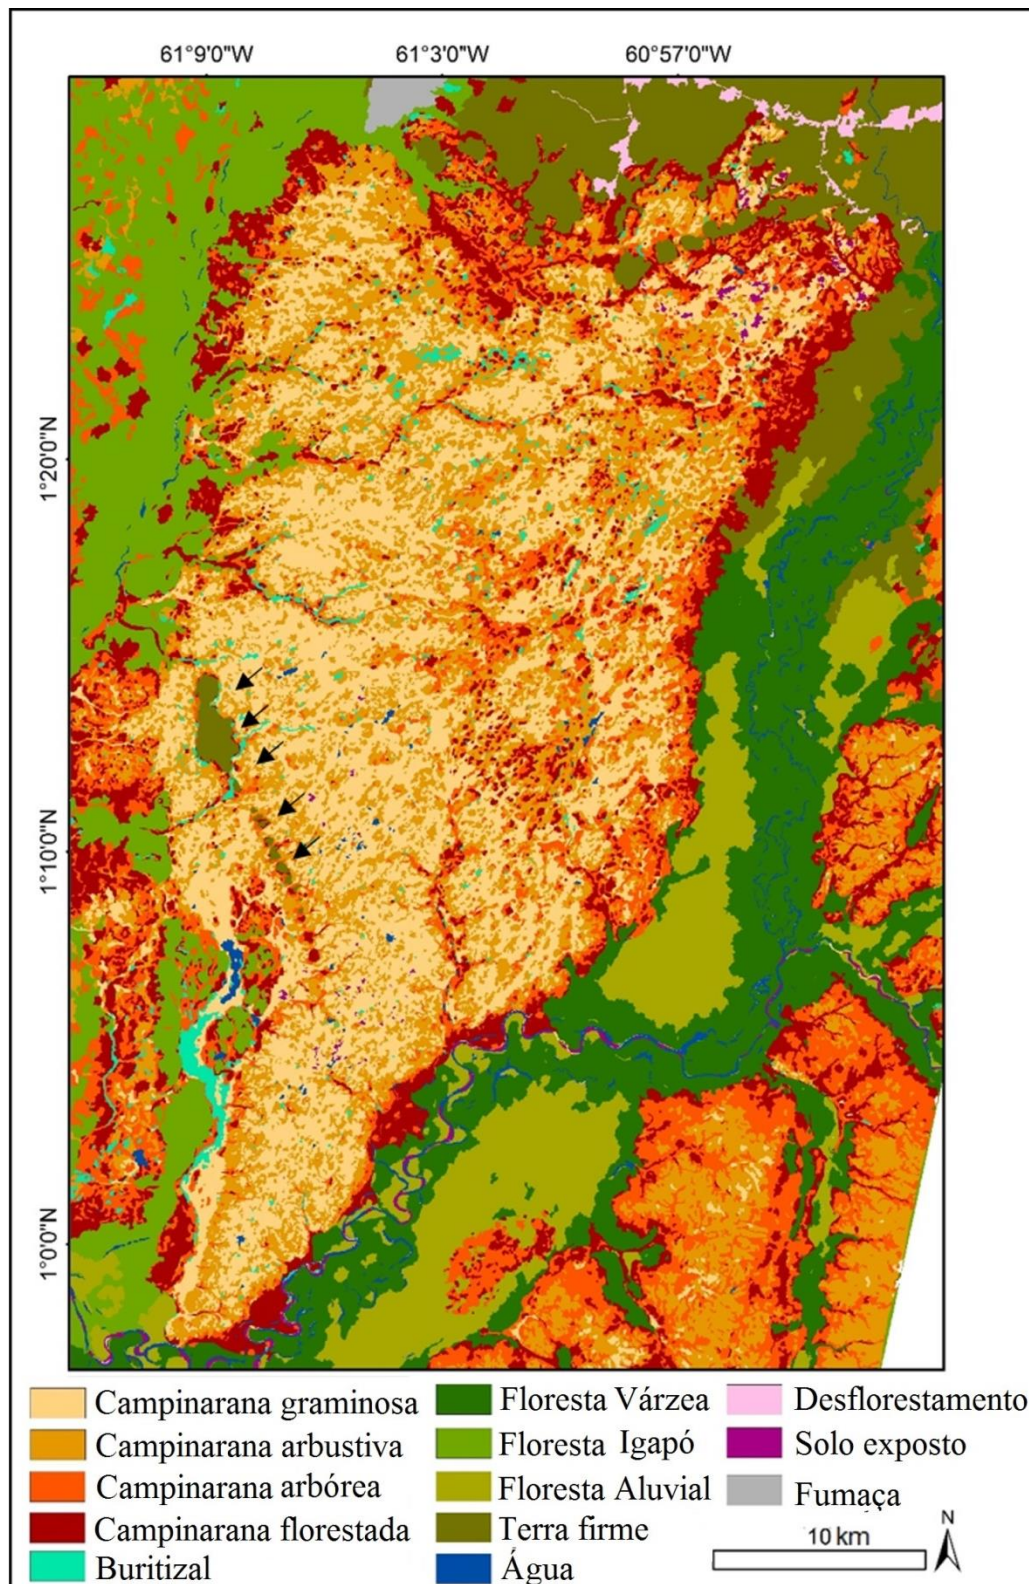 61°9'0"W 61°3'0"W 60°57'0"W
1°20'0"N
1°10'0"N
1°0'0"N
Campinarana graminosa Floresta Várzea Desflorestamento
Campinarana arbustiva Floresta Igapó Solo exposto
Campinarana arbórea Floresta Aluvial Fumaça
Campinarana florestada Terra firme 10 km N
Buritizal Água